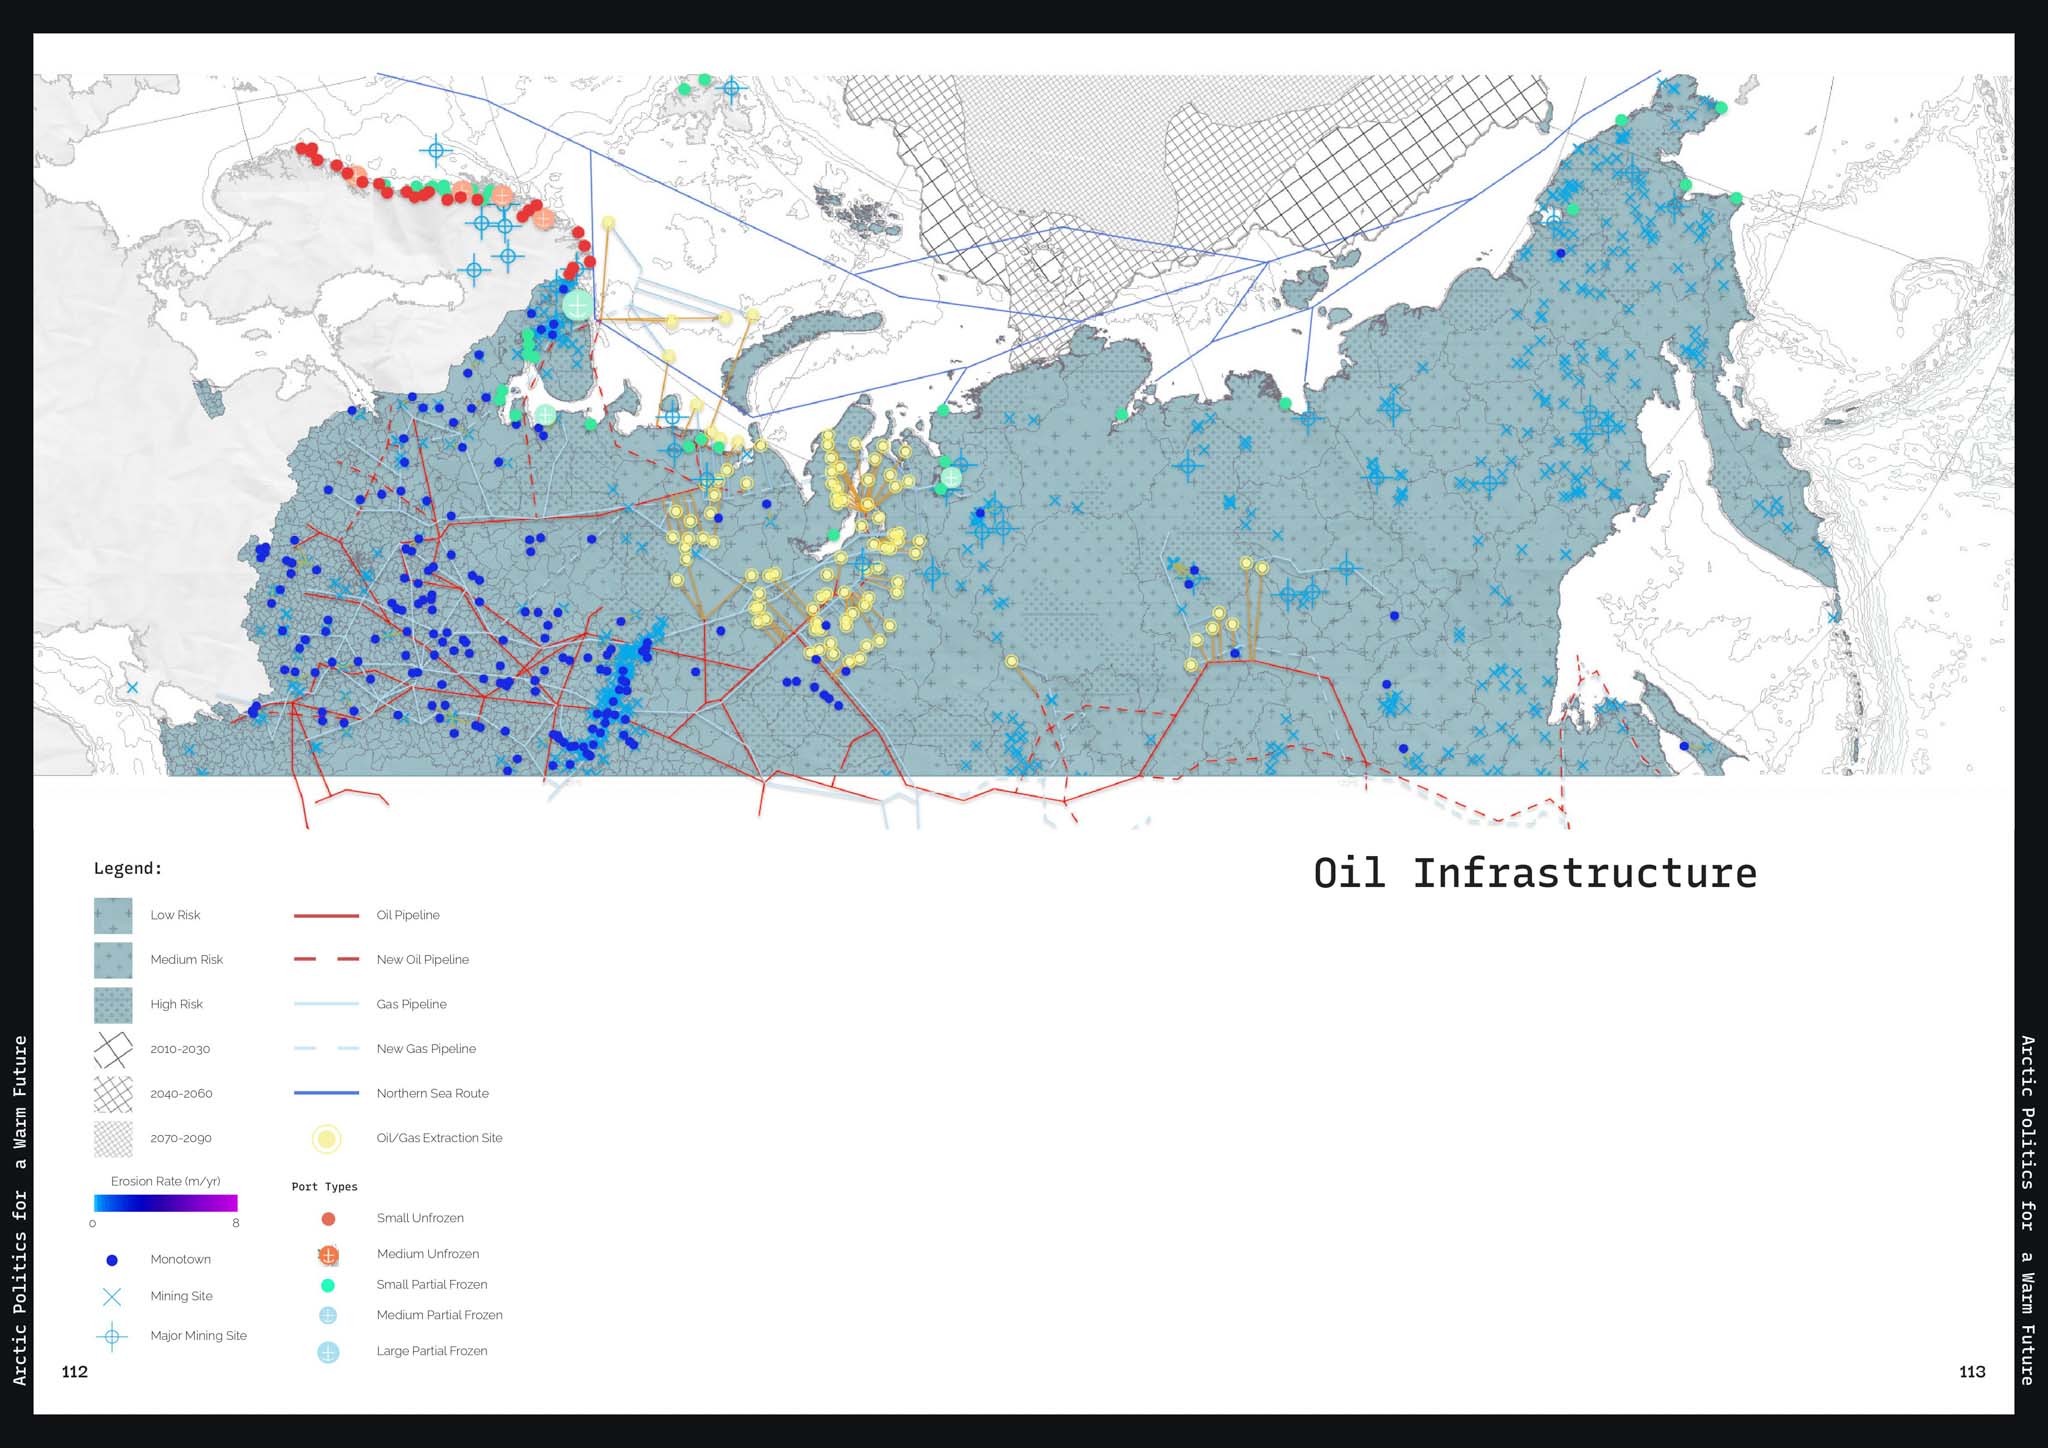 Oil Infrastructure
Legend:
Low Risk
Medium Risk
High Risk
2010-2030
2040-2060
2070-2090
Erosion Rate (m/yr)
0 8
Monotown
Mining Site
Major Mining Site
Oil Pipeline
New Oil Pipeline
Gas Pipeline
New Gas Pipeline
Northern Sea Route
Oil/Gas Extraction Site
Port Types
Small Unfrozen
Medium Unfrozen
Small Partial Frozen
Medium Partial Frozen
Large Partial Frozen
Arctic Politics for a Warm Future
112
113
Arctic Politics for a Warm Future